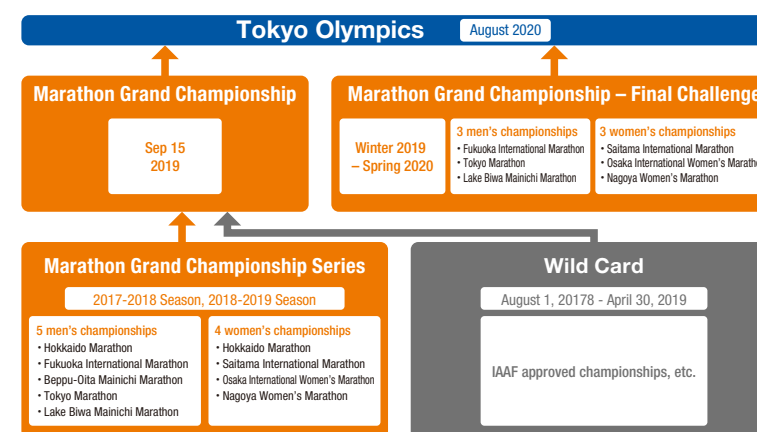 Tokyo Olympics August 2020
Marathon Grand Championship
Sep 15
2019
Marathon Grand Championship – Final Challenge
Winter 2019
– Spring 2020
3 men's championships
• Fukuoka International Marathon
• Tokyo Marathon
• Lake Biwa Mainichi Marathon
3 women's championships
• Saitama International Marathon
• Osaka International Women's Maratho
• Nagoya Women's Marathon
Marathon Grand Championship Series
2017-2018 Season, 2018-2019 Season
5 men's championships
• Hokkaido Marathon
• Fukuoka International Marathon
• Beppu-Oita Mainichi Marathon
• Tokyo Marathon
• Lake Biwa Mainichi Marathon
4 women's championships
• Hokkaido Marathon
• Saitama International Marathon
• Osaka International Women's Marathon
• Nagoya Women's Marathon
Wild Card
August 1, 20178 - April 30, 2019
IAAF approved championships, etc.